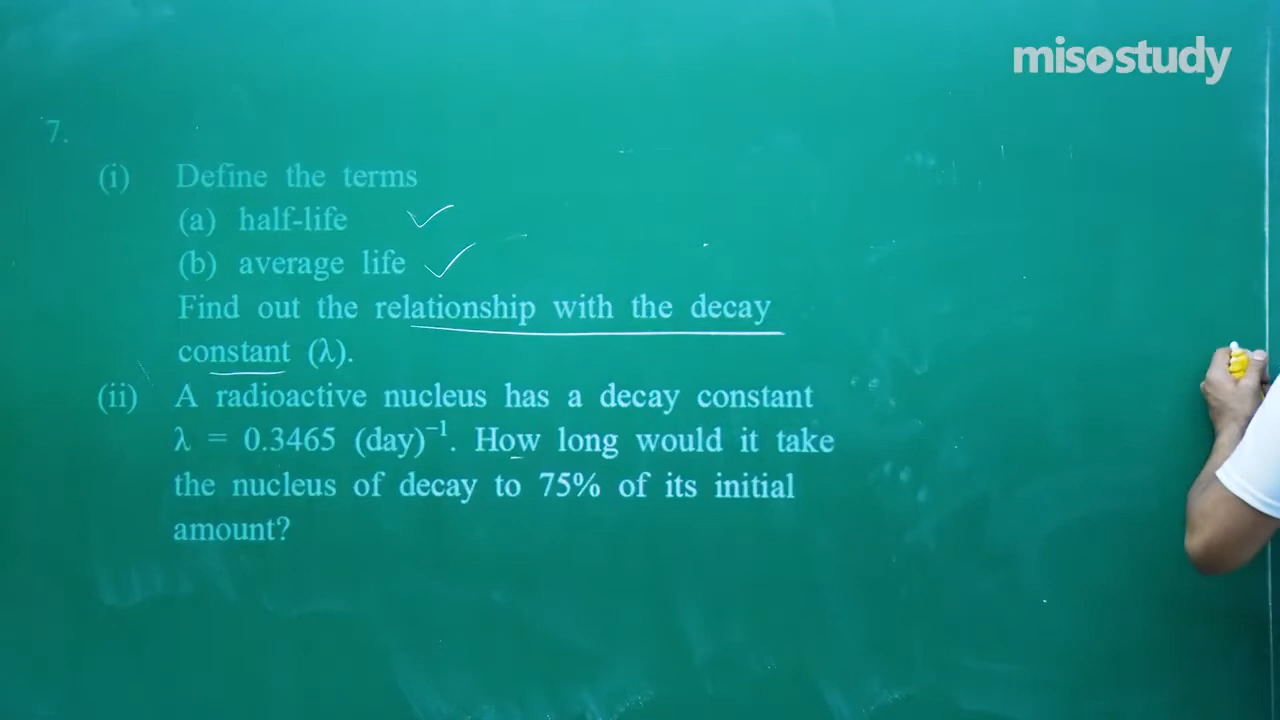 misostudy
7.
(i) Define the terms
(a) half-life
(b) average life
Find out the relationship with the decay
constant (λ).
(ii) A radioactive nucleus has a decay constant
λ = 0.3465 (day)⁻¹. How long would it take
the nucleus of decay to 75% of its initial
amount?